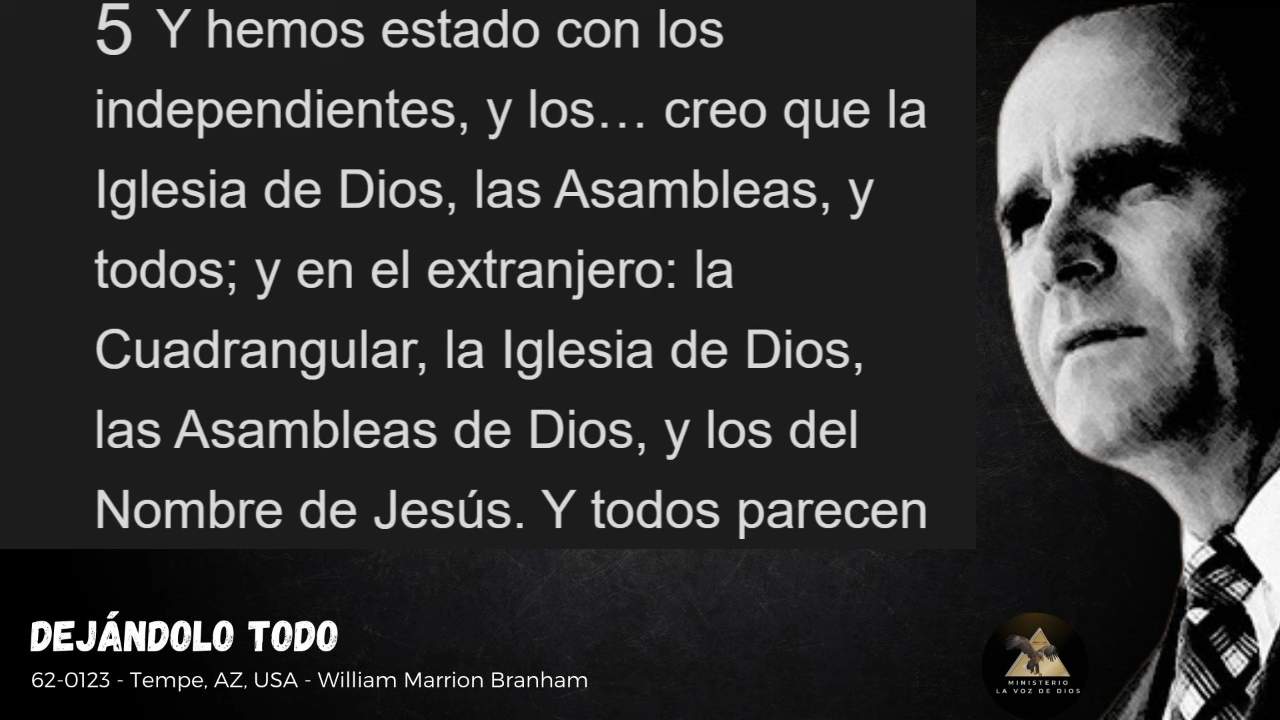 5 Y hemos estado con los
independientes, y los… creo que la
Iglesia de Dios, las Asambleas, y
todos; y en el extranjero: la
Cuadrangular, la Iglesia de Dios,
las Asambleas de Dios, y los del
Nombre de Jesús. Y todos parecen
DEJÁNDOLO TODO
62-0123 - Tempe, AZ, USA - William Marrion Branham
MINISTERIO
LA VOZ DE DIOS